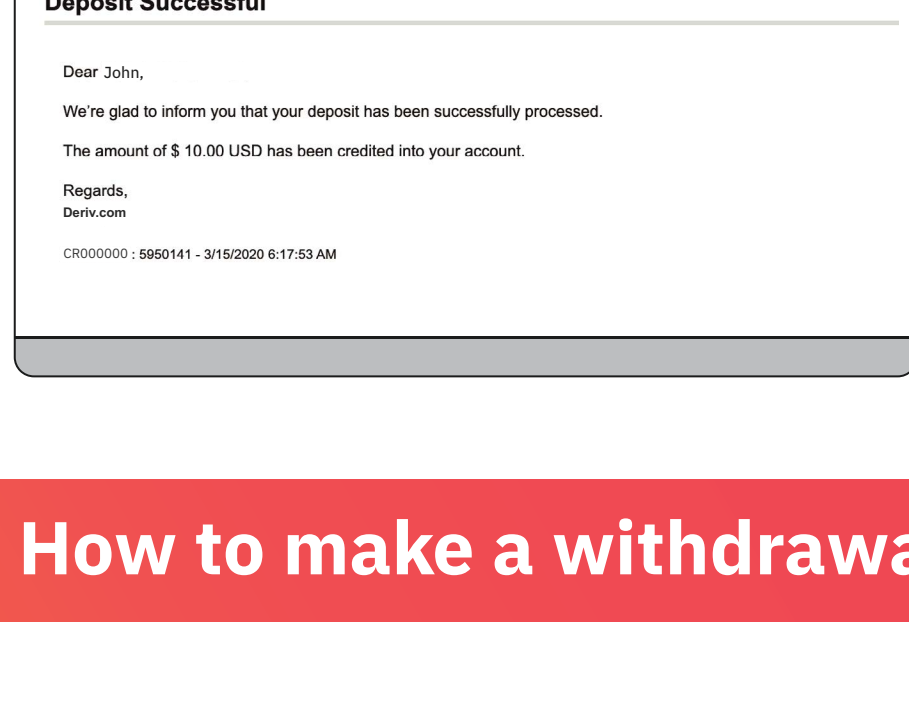 Deposit Successful
Dear John,
We're glad to inform you that your deposit has been successfully processed.
The amount of $ 10.00 USD has been credited into your account.
Regards,
Deriv.com
CR000000 : 5950141 - 3/15/2020 6:17:53 AM
How to make a withdrawa